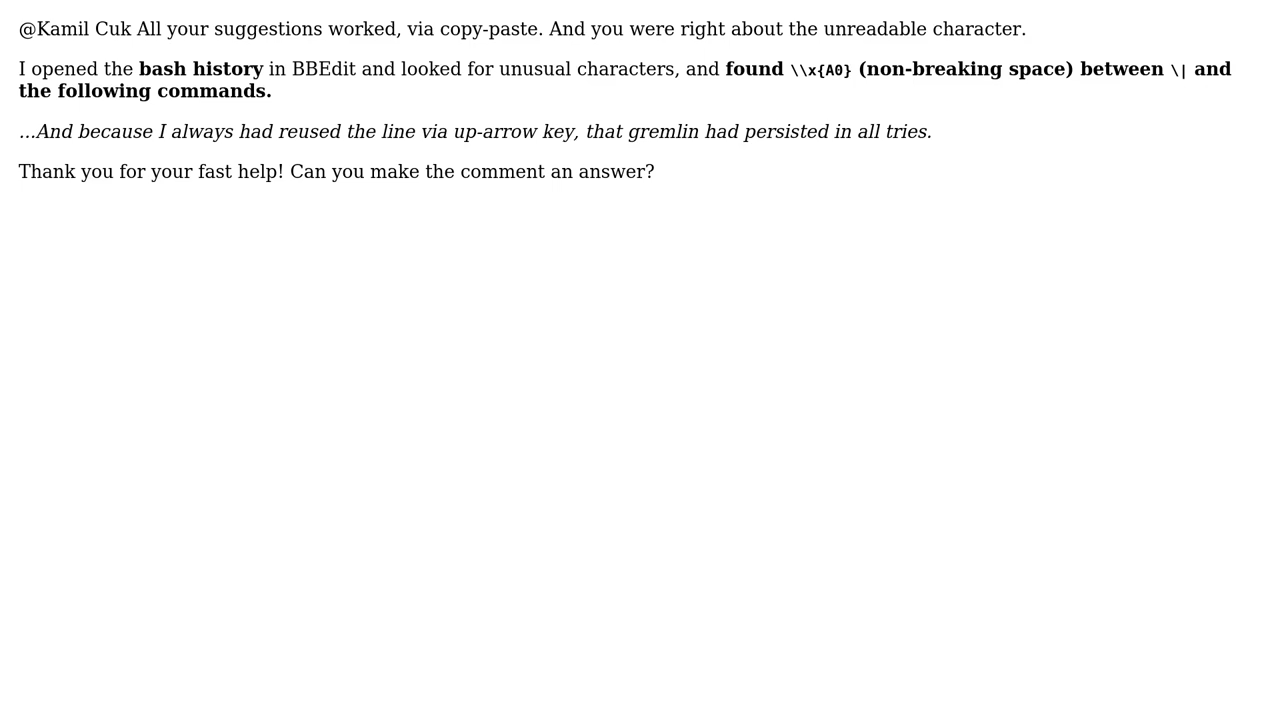 @Kamil Cuk All your suggestions worked, via copy-paste. And you were right about the unreadable character.
I opened the bash history in BBEdit and looked for unusual characters, and found \\x{A0} (non-breaking space) between \| and
the following commands.
...And because I always had reused the line via up-arrow key, that gremlin had persisted in all tries.
Thank you for your fast help! Can you make the comment an answer?